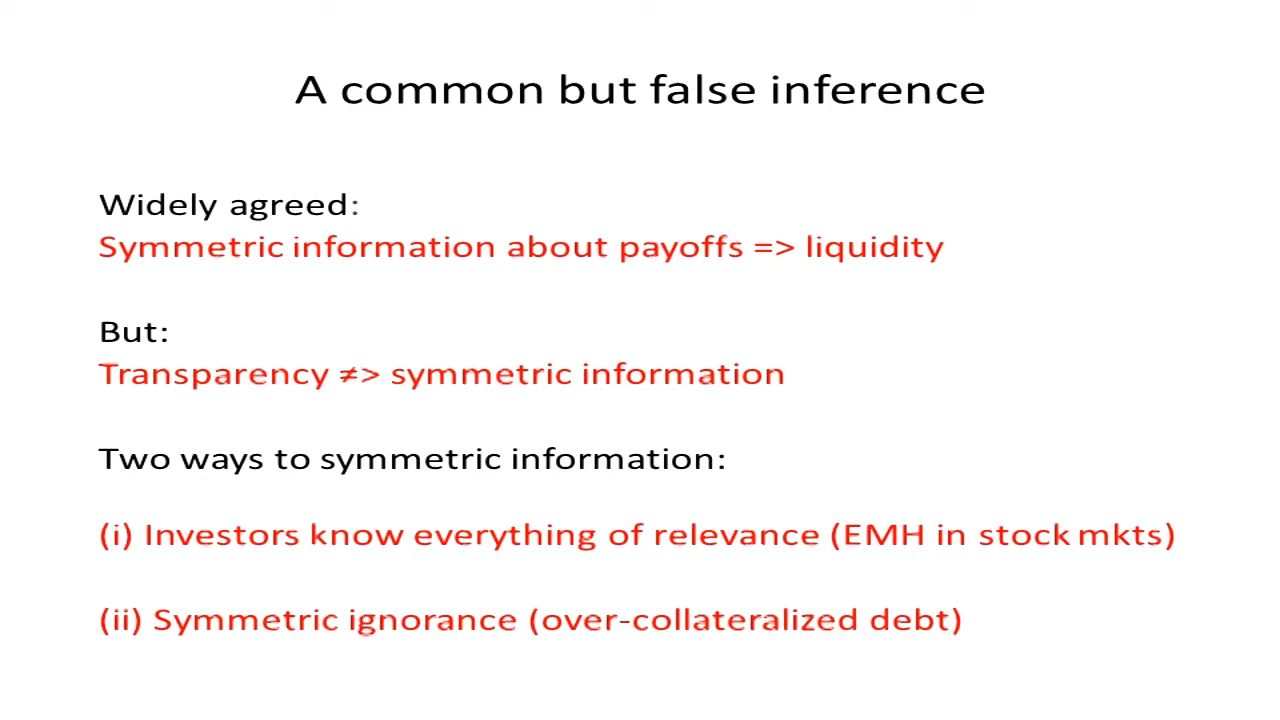 A common but false inference
Widely agreed:
Symmetric information about payoffs => liquidity
But:
Transparency ≠> symmetric information
Two ways to symmetric information:
(i) Investors know everything of relevance (EMH in stock mkts)
(ii) Symmetric ignorance (over-collateralized debt)